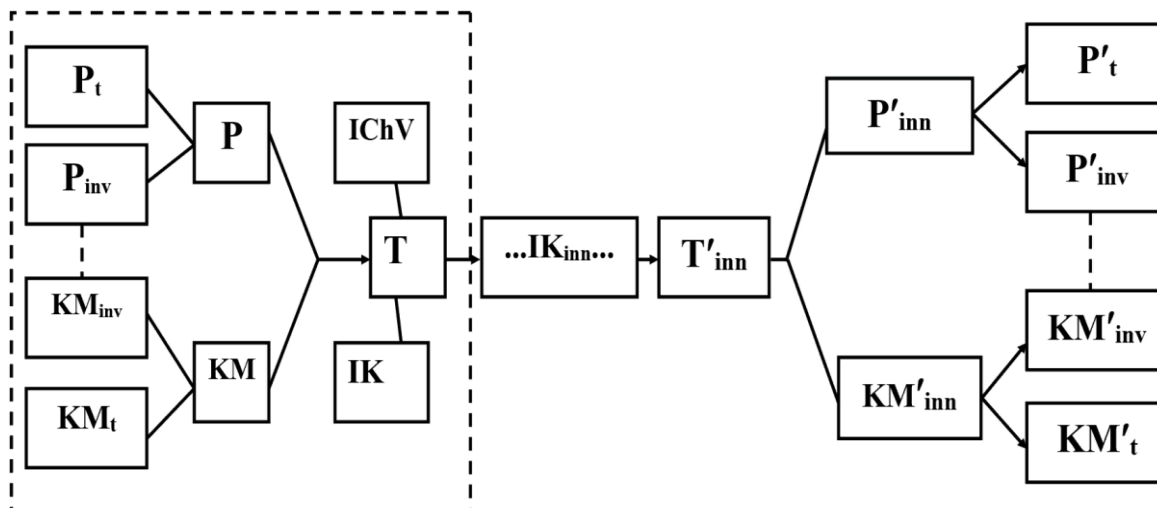 Pt
Pinv
KMinv
KMt
P
KM
IChV
T
IK
...IKinn...
T′inn
P′inn
KM′inn
P′t
P′inv
KM′inv
KM′t